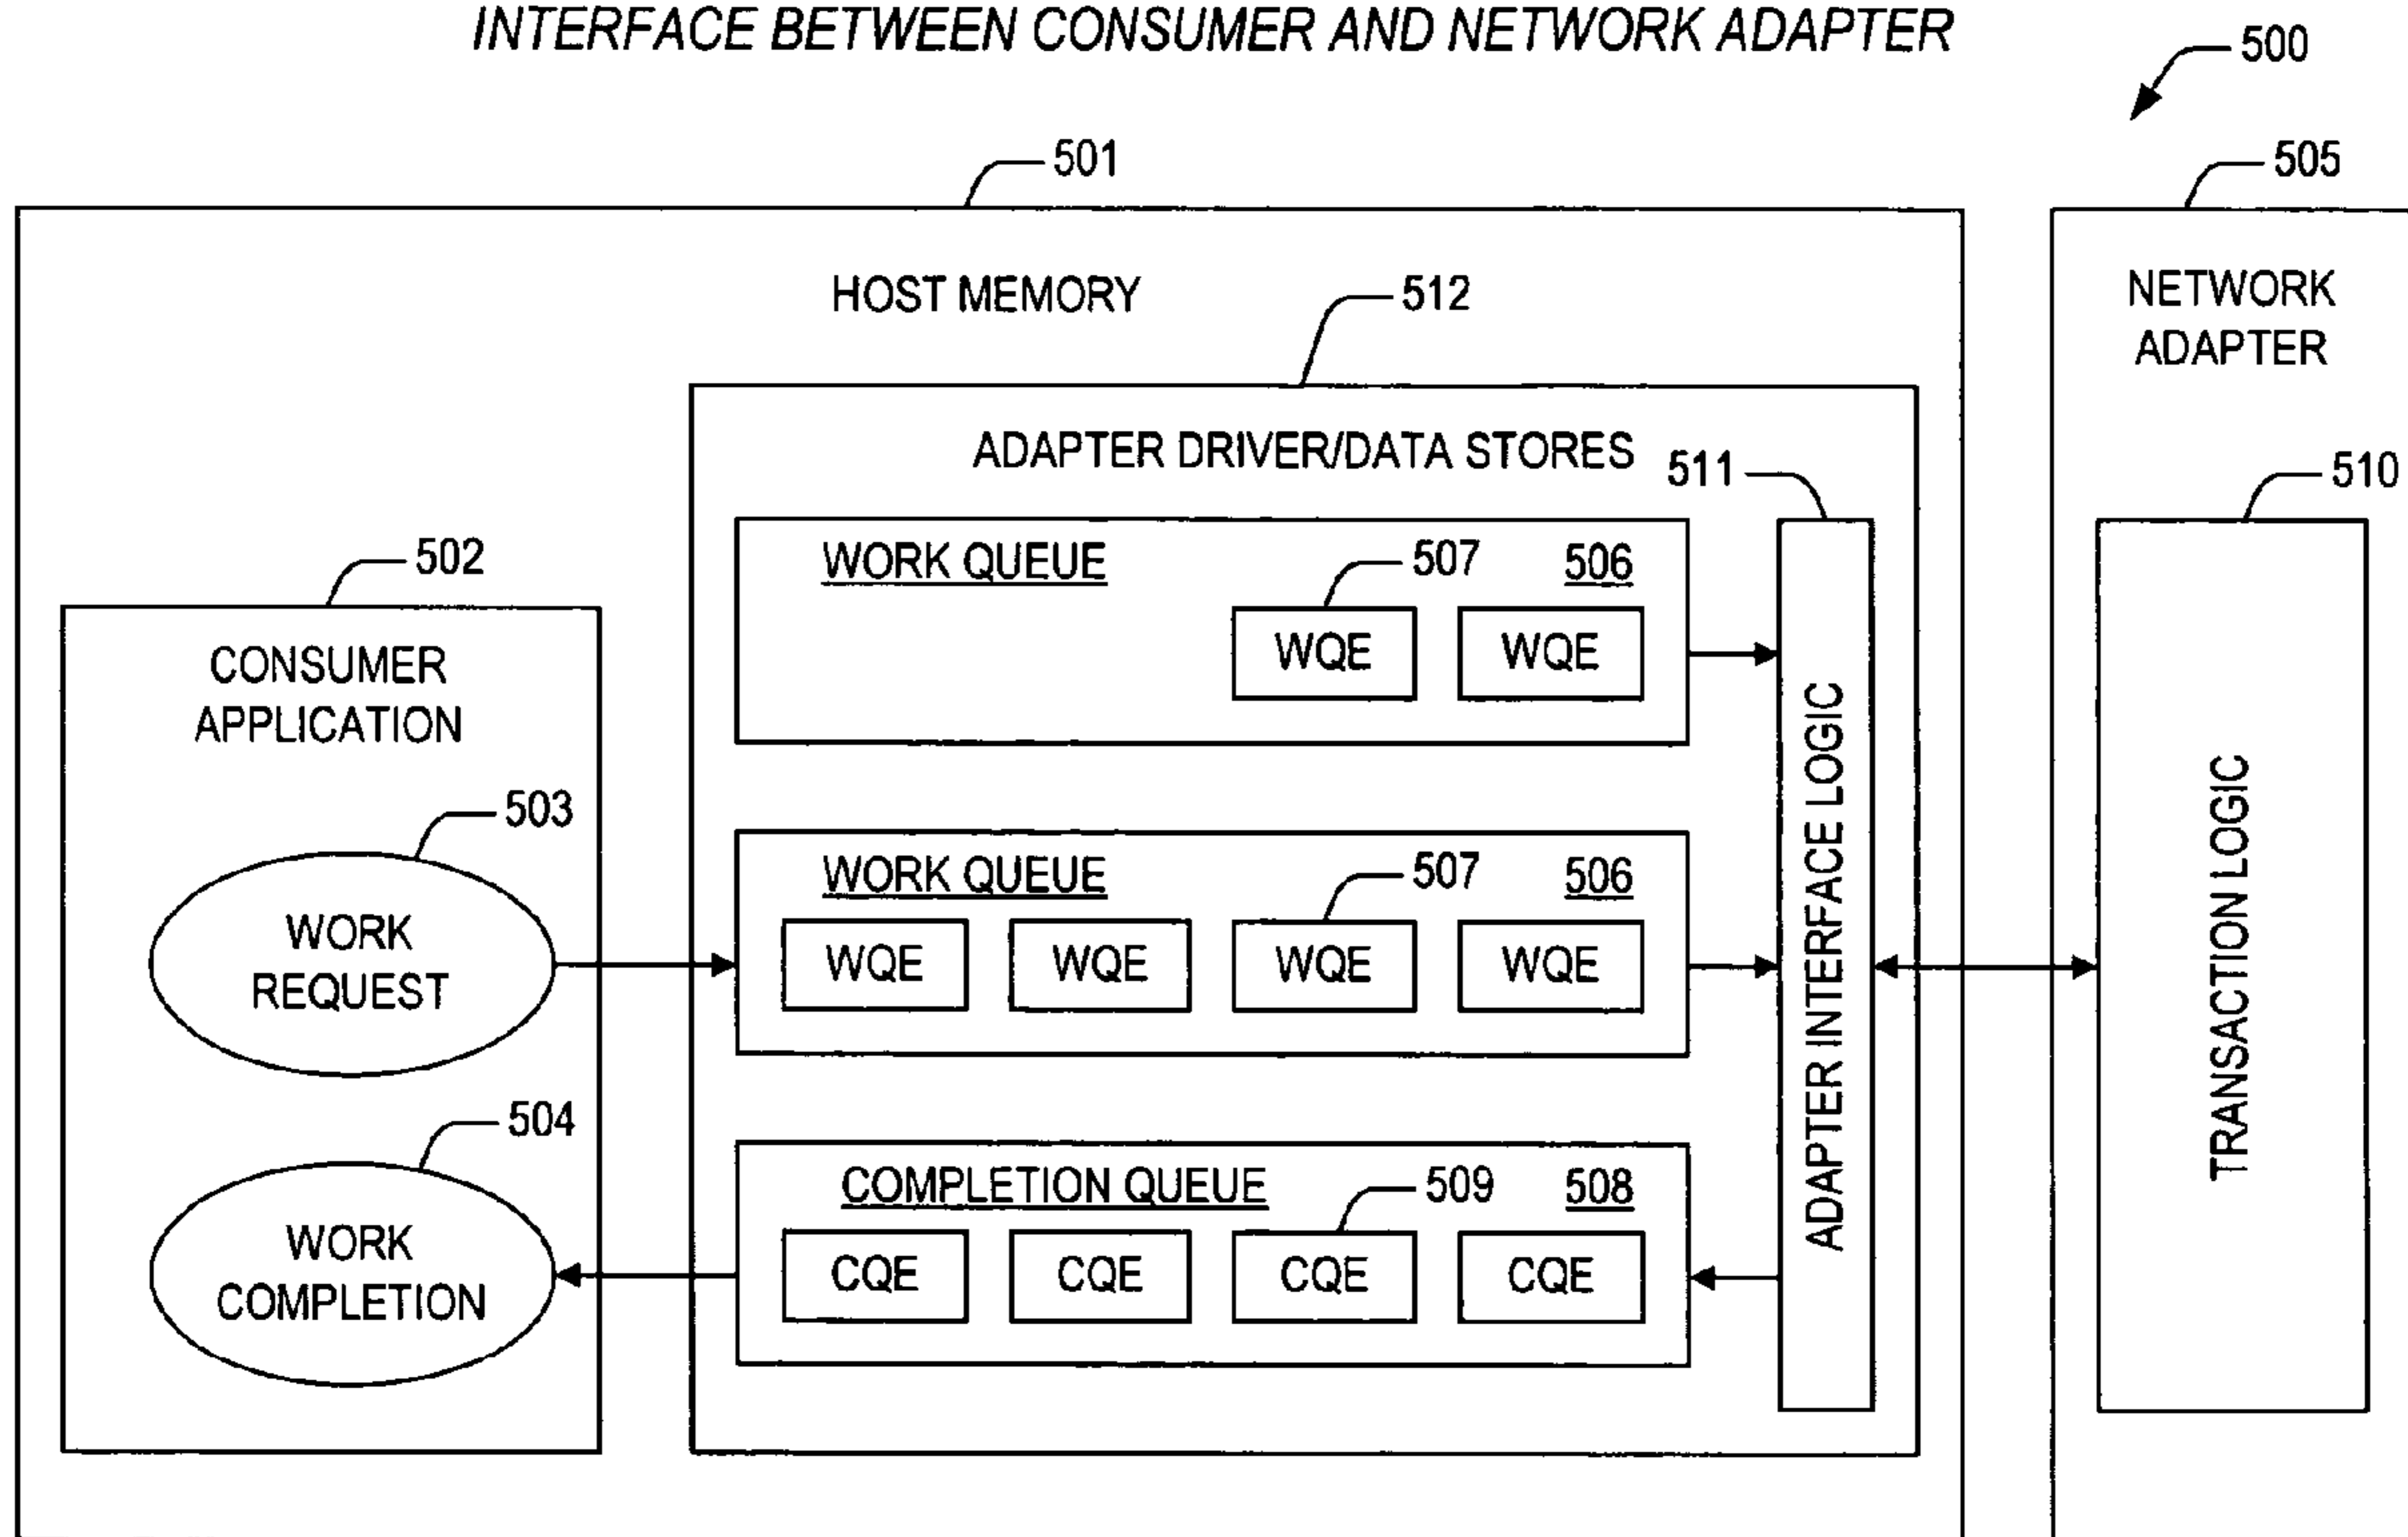 INTERFACE BETWEEN CONSUMER AND NETWORK ADAPTER
500
501
505
HOST MEMORY
512
NETWORK
ADAPTER
ADAPTER DRIVER/DATA STORES
511
510
502
CONSUMER
APPLICATION
503
WORK
REQUEST
504
WORK
COMPLETION
WORK QUEUE 507 506
WQE WQE
WORK QUEUE 507 506
WQE WQE WQE WQE
COMPLETION QUEUE 509 508
CQE CQE CQE CQE
ADAPTER INTERFACE LOGIC
TRANSACTION LOGIC